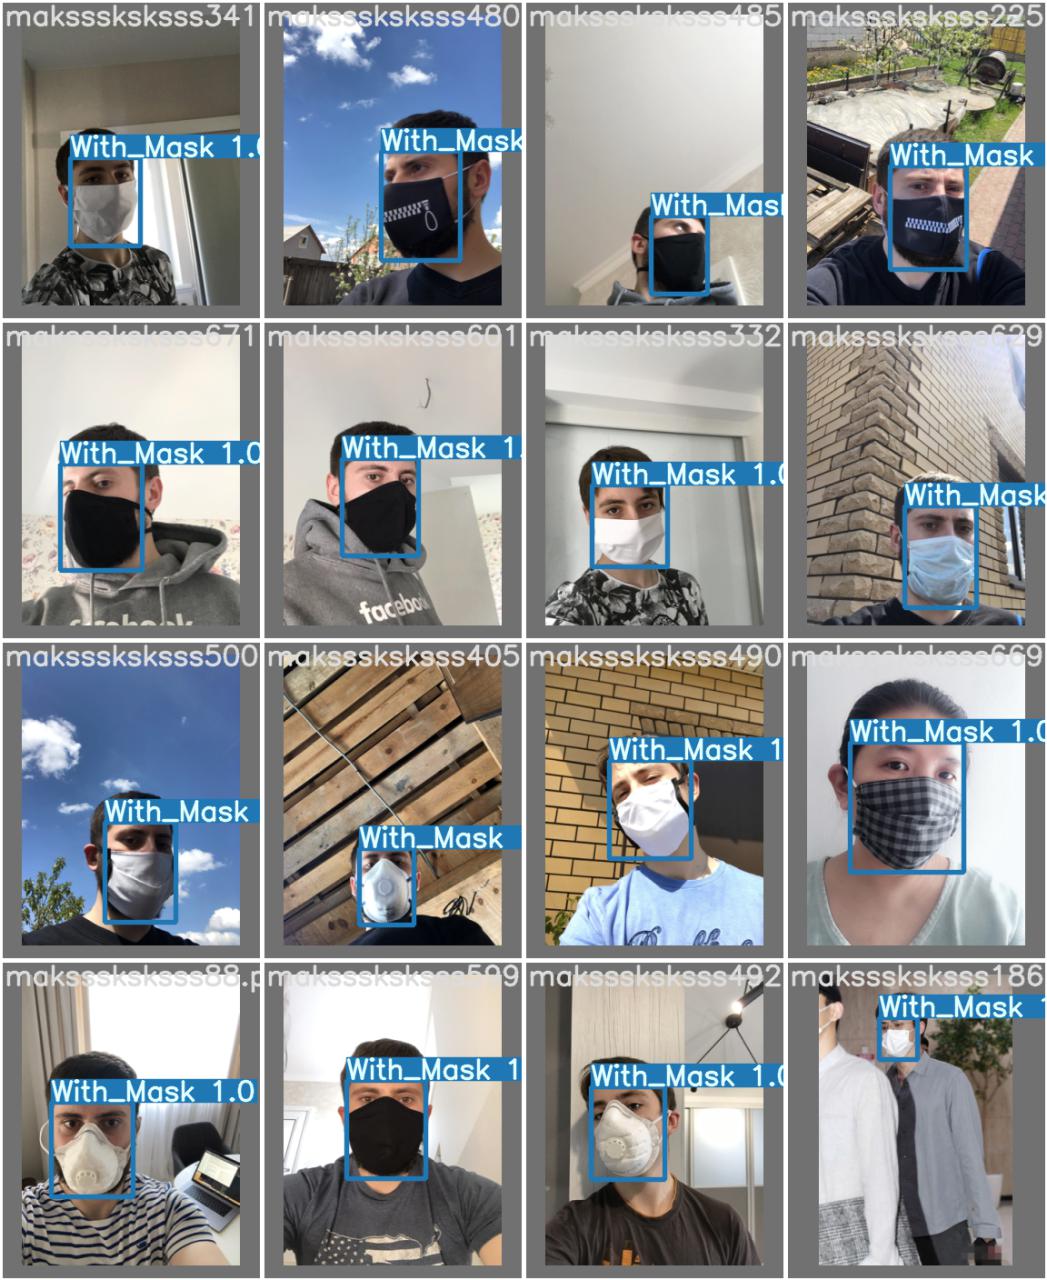 maksssksksss341
With_Mask 1.0
maksssksksss480
With_Mask
maksssksksss485
With_Mas
maksssksksss225
With_Mask
maksssksksss671
With_Mask 1.0
facebook
maksssksksss601
With_Mask 1.
facebook
maksssksksss332
With_Mask 1.0
maksssksksss629
With_Mask
maksssksksss500
With_Mask
maksssksksss405
With_Mask
maksssksksss490
With_Mask 1
maksssksksss669
With_Mask 1.0
maksssksksss88.p
With_Mask 1.0
maksssksksss599
With_Mask 1
maksssksksss492
With_Mask 1.0
maksssksksss186
With_Mask 1